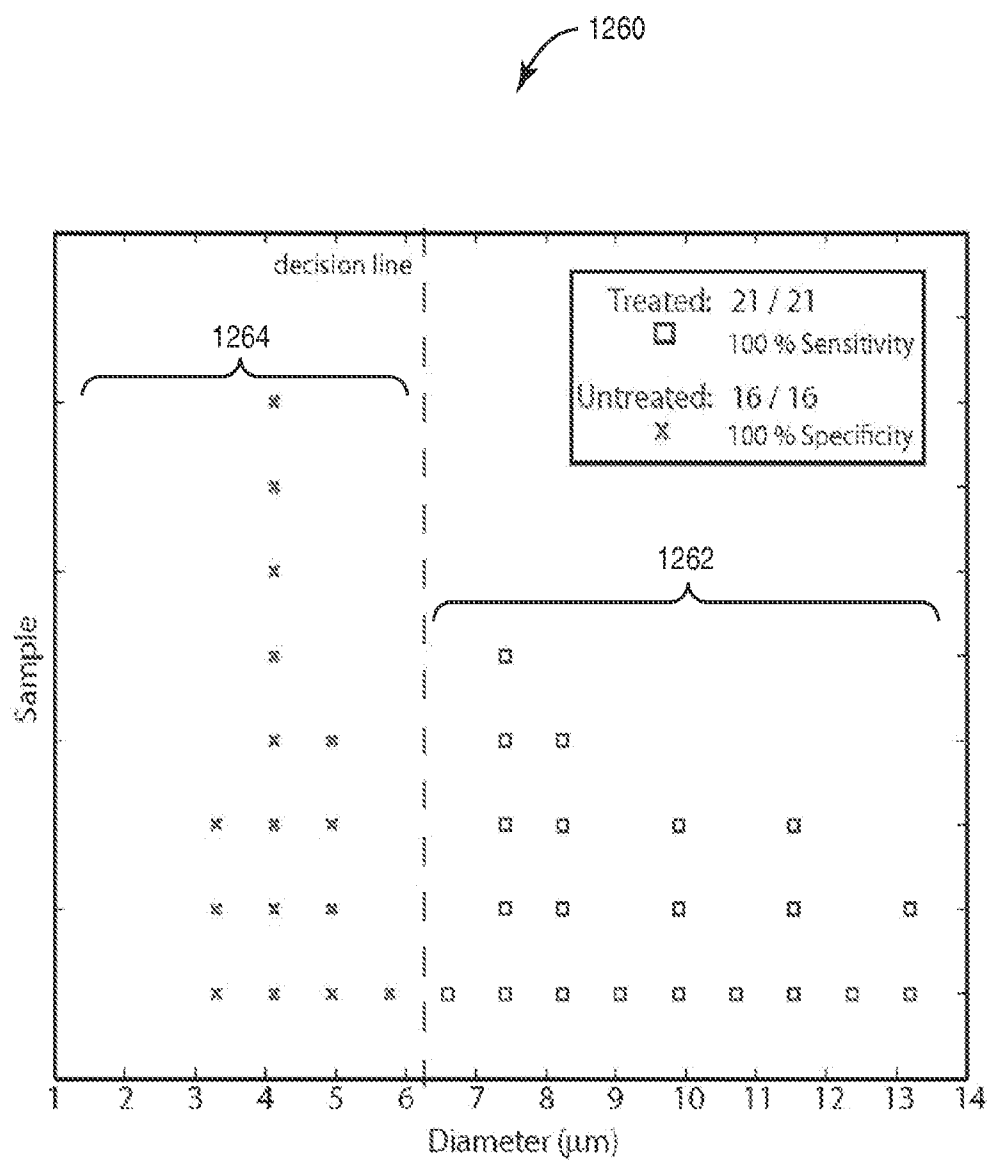 1260
decision line
Treated: 21 / 21
100 % Sensitivity
Untreated: 16 / 16
x 100 % Specificity
1264
1262
Sample
1 2 3 4 5 6 7 8 9 10 11 12 13 14
Diameter (μm)